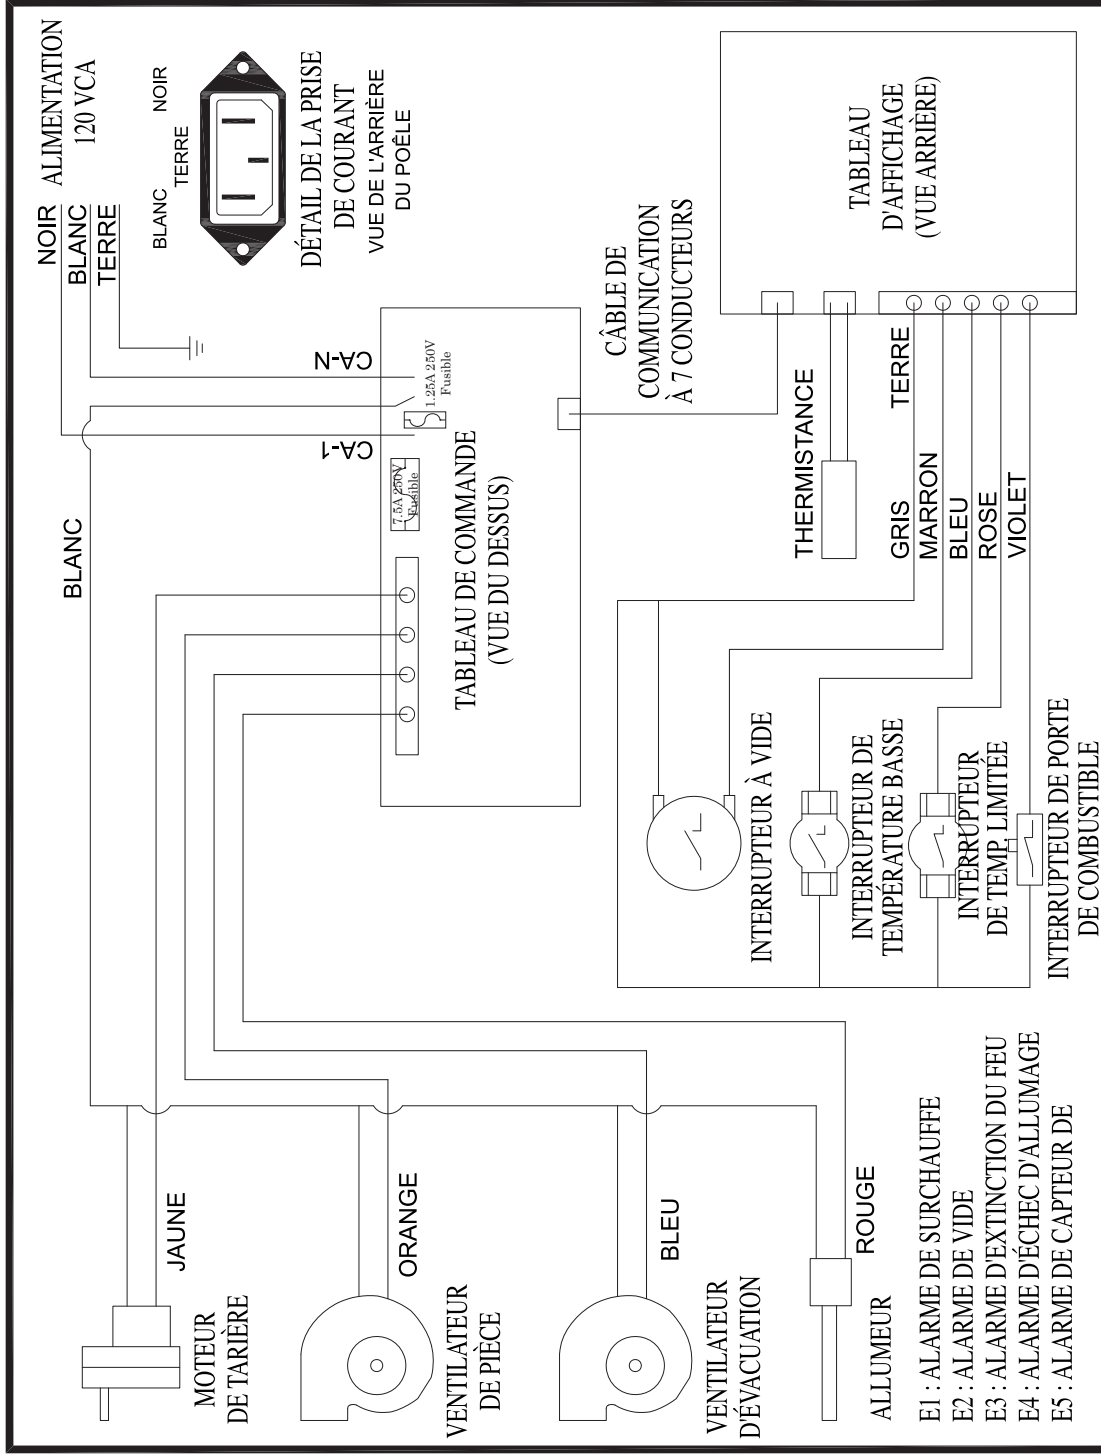 ALIMENTATION
120 VCA
NOIR
BLANC
TERRE
BLANC
TERRE
NOIR
DÉTAIL DE LA PRISE
DE COURANT
VUE DE L'ARRIÈRE
DU POÊLE
BLANC
CA-1
CA-N
7.5A 250V
Fusible
1.25A 250V
Fusible
TABLEAU DE COMMANDE
(VUE DU DESSUS)
CÂBLE DE
COMMUNICATION
À 7 CONDUCTEURS
TABLEAU
D'AFFICHAGE
(VUE ARRIÈRE)
THERMISTANCE
GRIS
TERRE
MARRON
BLEU
ROSE
VIOLET
INTERRUPTEUR À VIDE
INTERRUPTEUR DE
TEMPÉRATURE BASSE
INTERRUPTEUR
DE TEMP. LIMITÉE
INTERRUPTEUR DE PORTE
DE COMBUSTIBLE
JAUNE
MOTEUR
DE TARIÈRE
ORANGE
VENTILATEUR
DE PIÈCE
BLEU
VENTILATEUR
D'ÉVACUATION
ROUGE
ALLUMEUR
E1 : ALARME DE SURCHAUFFE
E2 : ALARME DE VIDE
E3 : ALARME D'EXTINCTION DU FEU
E4 : ALARME D'ÉCHEC D'ALLUMAGE
E5 : ALARME DE CAPTEUR DE